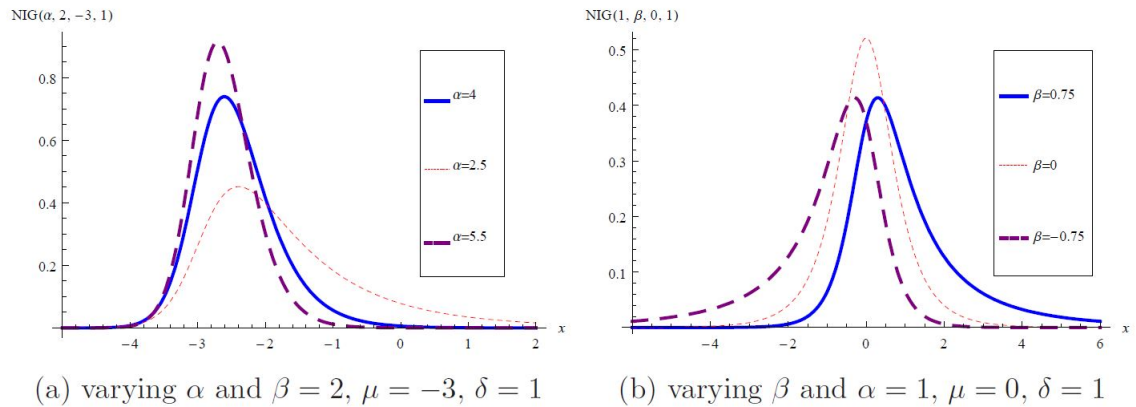 NIG(α, 2, −3, 1)
0.8
0.6
0.4
0.2
−4 −3 −2 −1 0 1 2 x
α=4
α=2.5
α=5.5
(a) varying α and β = 2, μ = −3, δ = 1
NIG(1, β, 0, 1)
0.5
0.4
0.3
0.2
0.1
−4 −2 0 2 4 6 x
β=0.75
β=0
β=−0.75
(b) varying β and α = 1, μ = 0, δ = 1